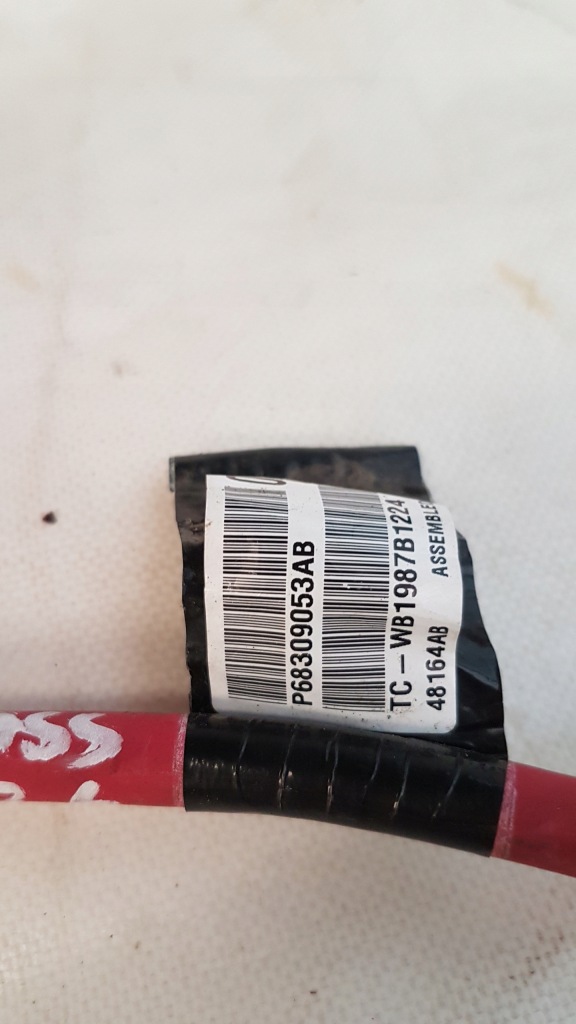 P68309053AB
TC-WB1987B1224
48164AB ASSEMBLE